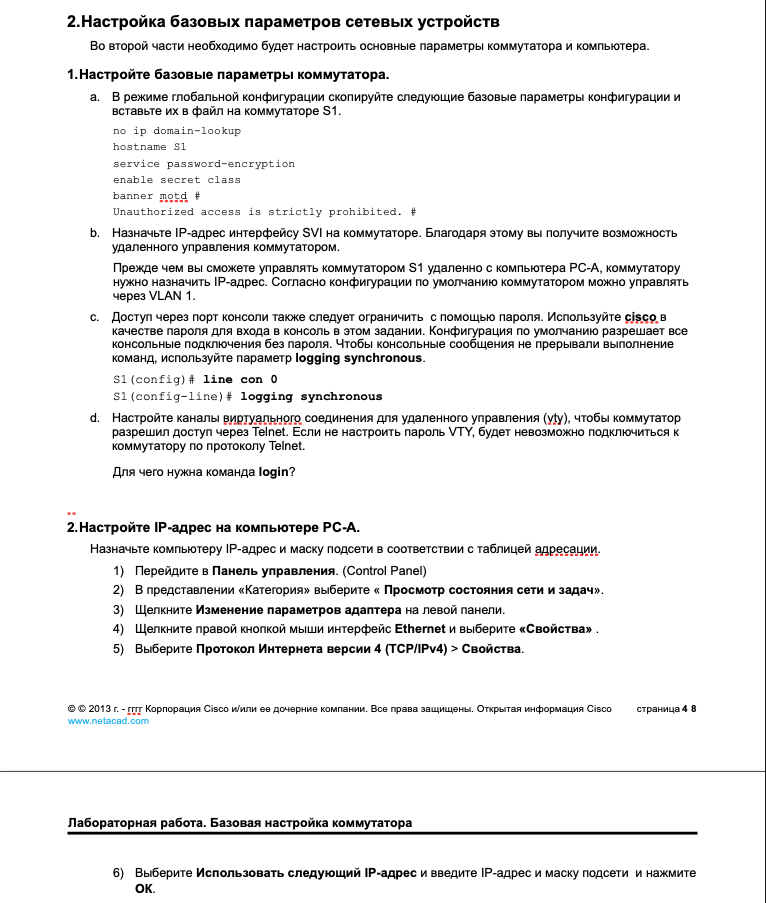 2.Настройка базовых параметров сетевых устройств
Во второй части необходимо будет настроить основные параметры коммутатора и компьютера.
1.Настройте базовые параметры коммутатора.
a. В режиме глобальной конфигурации скопируйте следующие базовые параметры конфигурации и
вставьте их в файл на коммутаторе S1.
no ip domain-lookup
hostname S1
service password-encryption
enable secret class
banner motd #
Unauthorized access is strictly prohibited. #
b. Назначьте IP-адрес интерфейсу SVI на коммутаторе. Благодаря этому вы получите возможность
удаленного управления коммутатором.
Прежде чем вы сможете управлять коммутатором S1 удаленно с компьютера PC-A, коммутатору
нужно назначить IP-адрес. Согласно конфигурации по умолчанию коммутатором можно управлять
через VLAN 1.
c. Доступ через порт консоли также следует ограничить с помощью пароля. Используйте cisco в
качестве пароля для входа в консоль в этом задании. Конфигурация по умолчанию разрешает все
консольные подключения без пароля. Чтобы консольные сообщения не прерывали выполнение
команд, используйте параметр logging synchronous.
S1(config)# line con 0
S1(config-line)# logging synchronous
d. Настройте каналы виртуального соединения для удаленного управления (vty), чтобы коммутатор
разрешил доступ через Telnet. Если не настроить пароль VTY, будет невозможно подключиться к
коммутатору по протоколу Telnet.
Для чего нужна команда login?
2.Настройте IP-адрес на компьютере PC-A.
Назначьте компьютеру IP-адрес и маску подсети в соответствии с таблицей адресации.
1) Перейдите в Панель управления. (Control Panel)
2) В представлении «Категория» выберите « Просмотр состояния сети и задач».
3) Щелкните Изменение параметров адаптера на левой панели.
4) Щелкните правой кнопкой мыши интерфейс Ethernet и выберите «Свойства» .
5) Выберите Протокол Интернета версии 4 (TCP/IPv4) > Свойства.
© © 2013 г. - гггг Корпорация Cisco и/или ее дочерние компании. Все права защищены. Открытая информация Cisco страница 4 8
www.netacad.com
Лабораторная работа. Базовая настройка коммутатора
6) Выберите Использовать следующий IP-адрес и введите IP-адрес и маску подсети и нажмите
ОК.